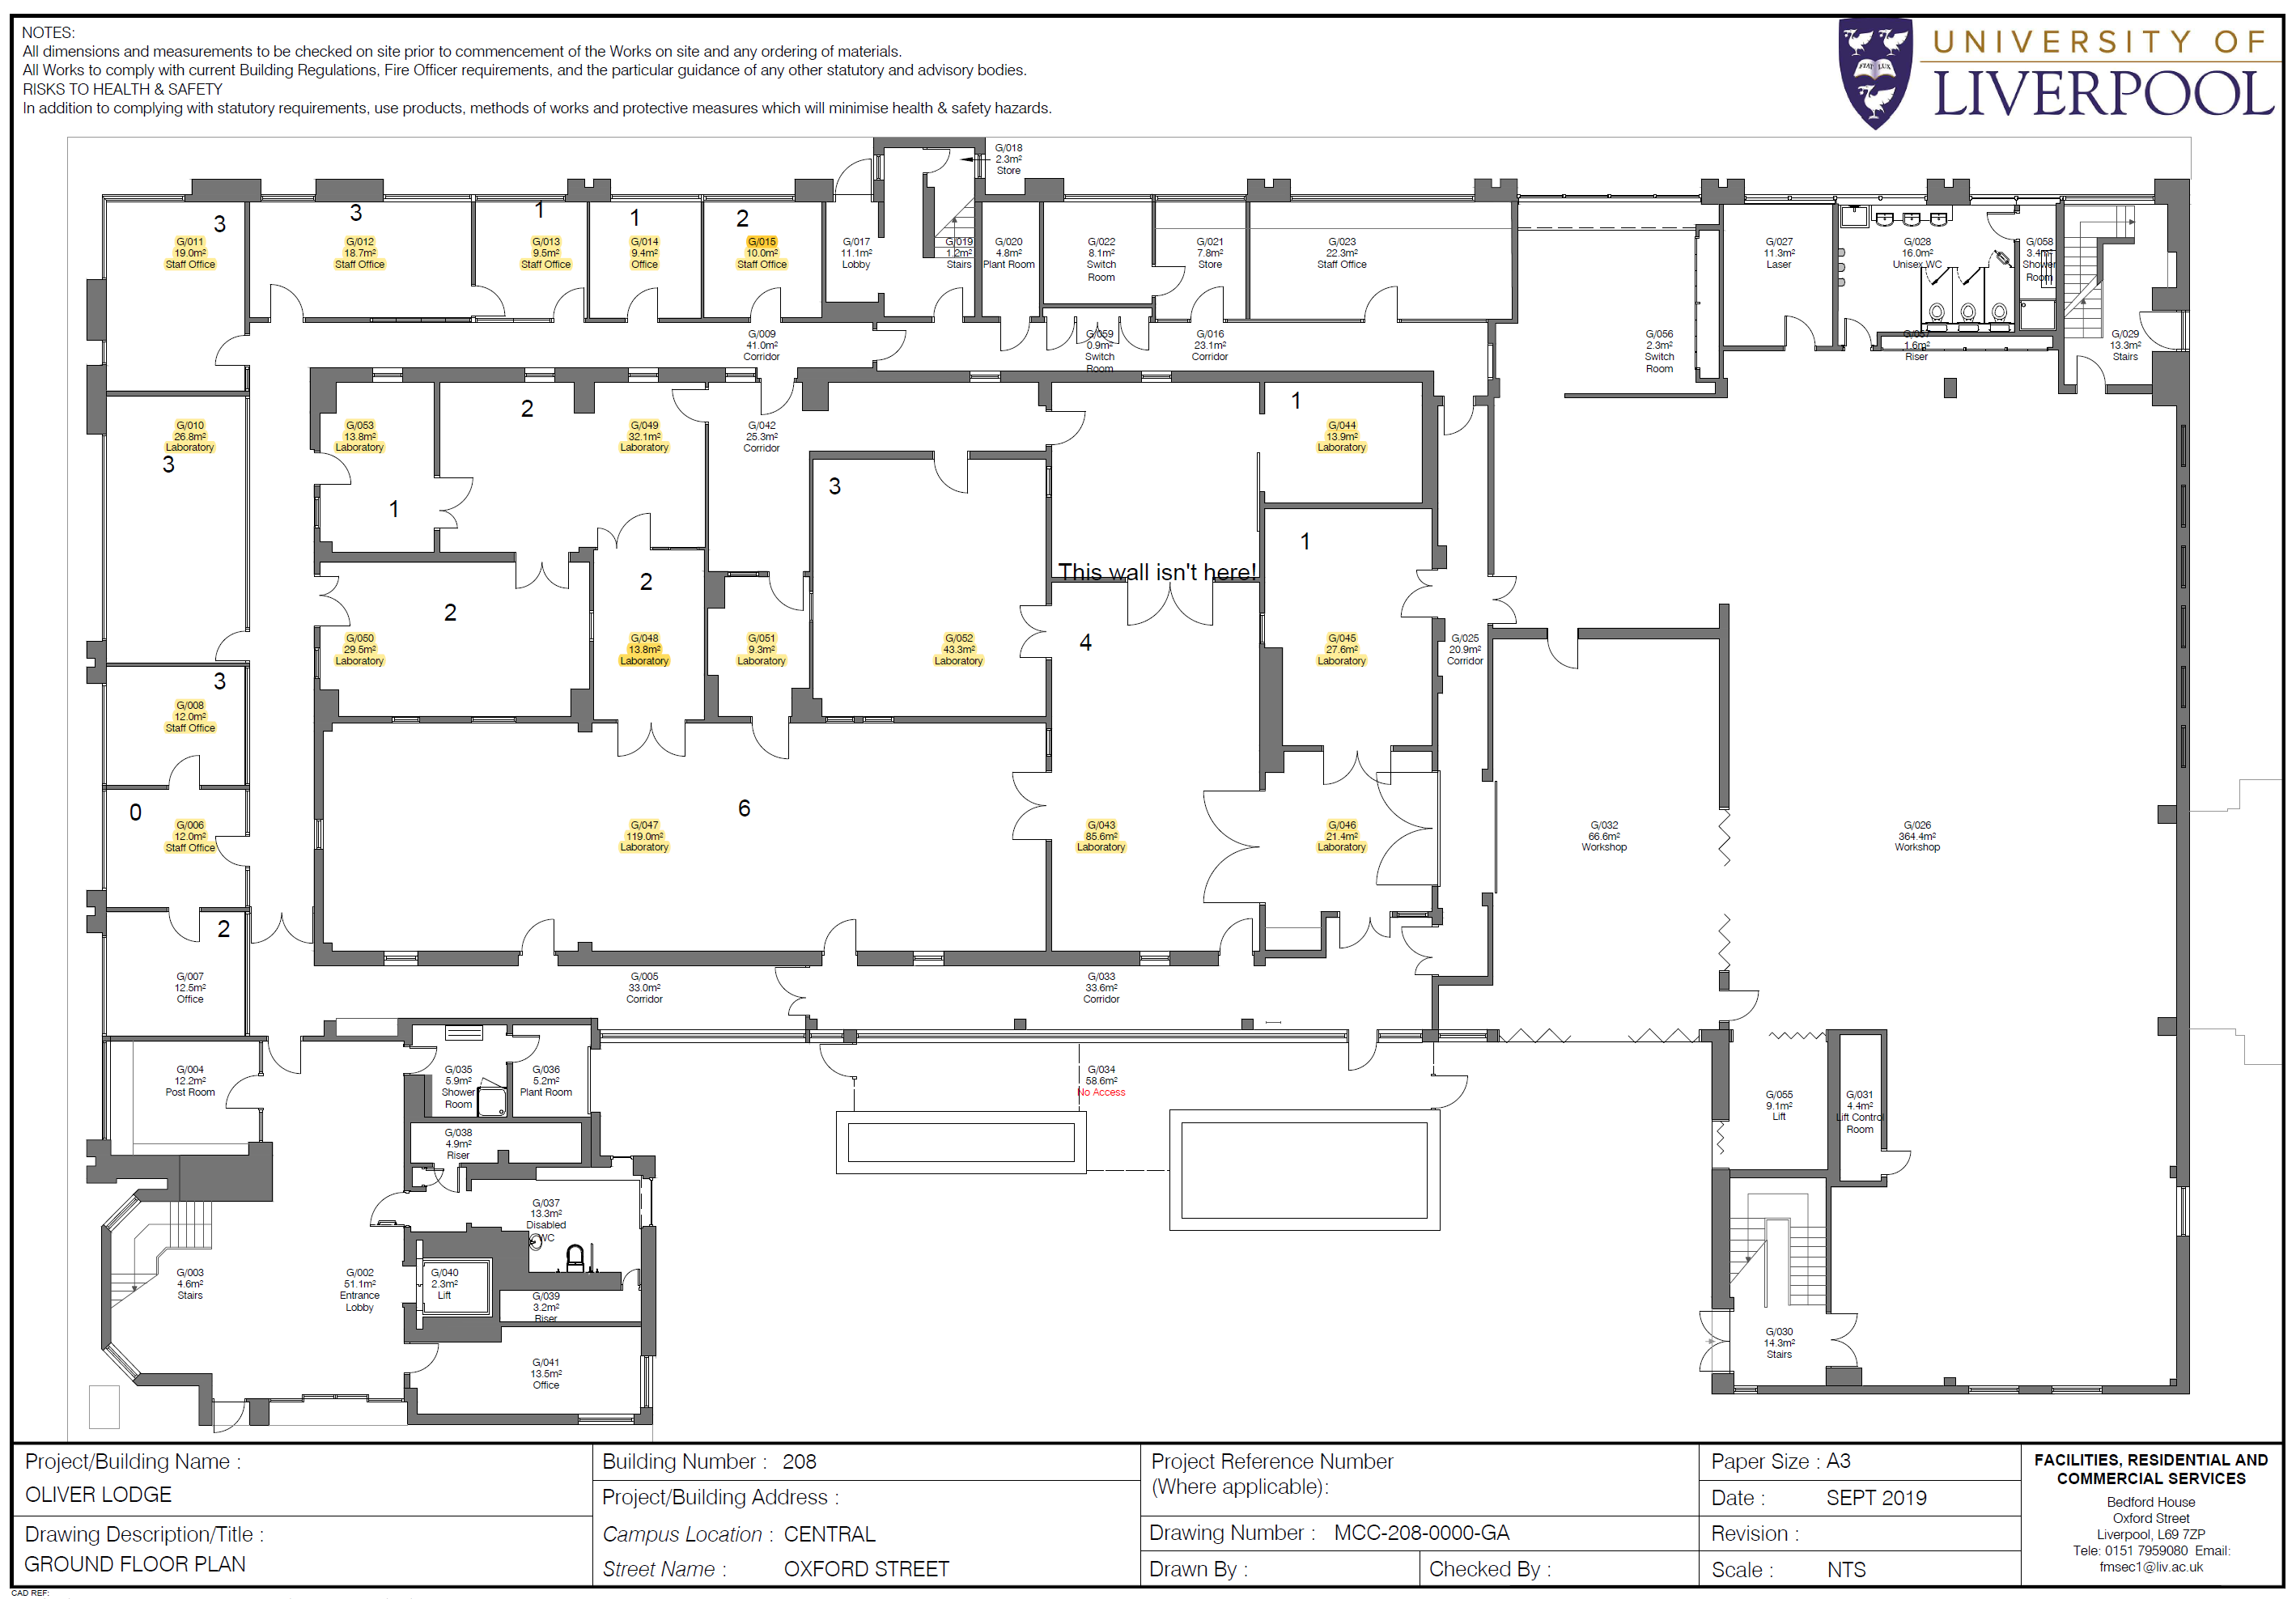 NOTES:
All dimensions and measurements to be checked on site prior to commencement of the Works on site and any ordering of materials.
All Works to comply with current Building Regulations, Fire Officer requirements, and the particular guidance of any other statutory and advisory bodies.
RISKS TO HEALTH & SAFETY
In addition to complying with statutory requirements, use products, methods of works and protective measures which will minimise health & safety hazards.
FIAT LUX
UNIVERSITY OF
LIVERPOOL
G/018
2.3m²
Store
3
G/011
19.0m²
Staff Office
3
G/012
18.7m²
Staff Office
1
G/013
9.5m²
Staff Office
1
G/014
9.4m²
Office
2
G/015
10.0m²
Staff Office
G/017
11.1m²
Lobby
G/019
1.2m²
Stairs
G/020
4.8m²
Plant Room
G/022
8.1m²
Switch
Room
G/021
7.8m²
Store
G/023
22.3m²
Staff Office
G/027
11.3m²
Laser
G/028
16.0m²
Unisex WC
G/058
3.4m²
Shower
Room
G/009
41.0m²
Corridor
G/059
0.9m²
Switch
Room
G/016
23.1m²
Corridor
G/056
2.3m²
Switch
Room
G/057
1.6m²
Riser
G/029
13.3m²
Stairs
G/010
26.8m²
Laboratory
3
G/053
13.8m²
Laboratory
1
2
G/049
32.1m²
Laboratory
G/042
25.3m²
Corridor
1
G/044
13.9m²
Laboratory
3
1
This wall isn't here!
2
G/050
29.5m²
Laboratory
2
G/048
13.8m²
Laboratory
G/051
9.3m²
Laboratory
G/052
43.3m²
Laboratory
4
G/045
27.6m²
Laboratory
G/025
20.9m²
Corridor
3
G/008
12.0m²
Staff Office
0
G/006
12.0m²
Staff Office
6
G/047
119.0m²
Laboratory
G/043
85.6m²
Laboratory
G/046
21.4m²
Laboratory
G/032
66.6m²
Workshop
G/026
364.4m²
Workshop
2
G/007
12.5m²
Office
G/005
33.0m²
Corridor
G/033
33.6m²
Corridor
G/004
12.2m²
Post Room
G/035
5.9m²
Shower
Room
G/036
5.2m²
Plant Room
G/034
58.6m²
No Access
G/055
9.1m²
Lift
G/031
4.4m²
Lift Control
Room
G/038
4.9m²
Riser
G/037
13.3m²
Disabled
WC
G/003
4.6m²
Stairs
G/002
51.1m²
Entrance
Lobby
G/040
2.3m²
Lift
G/039
3.2m²
Riser
G/041
13.5m²
Office
G/030
14.3m²
Stairs
Project/Building Name :
OLIVER LODGE
Drawing Description/Title :
GROUND FLOOR PLAN
Building Number : 208
Project/Building Address :
Campus Location : CENTRAL
Street Name : OXFORD STREET
Project Reference Number
(Where applicable):
Drawing Number : MCC-208-0000-GA
Drawn By :
Checked By :
Paper Size : A3
Date : SEPT 2019
Revision :
Scale : NTS
FACILITIES, RESIDENTIAL AND
COMMERCIAL SERVICES
Bedford House
Oxford Street
Liverpool, L69 7ZP
Tele: 0151 7959080 Email:
fmsec1@liv.ac.uk
CAD REF: